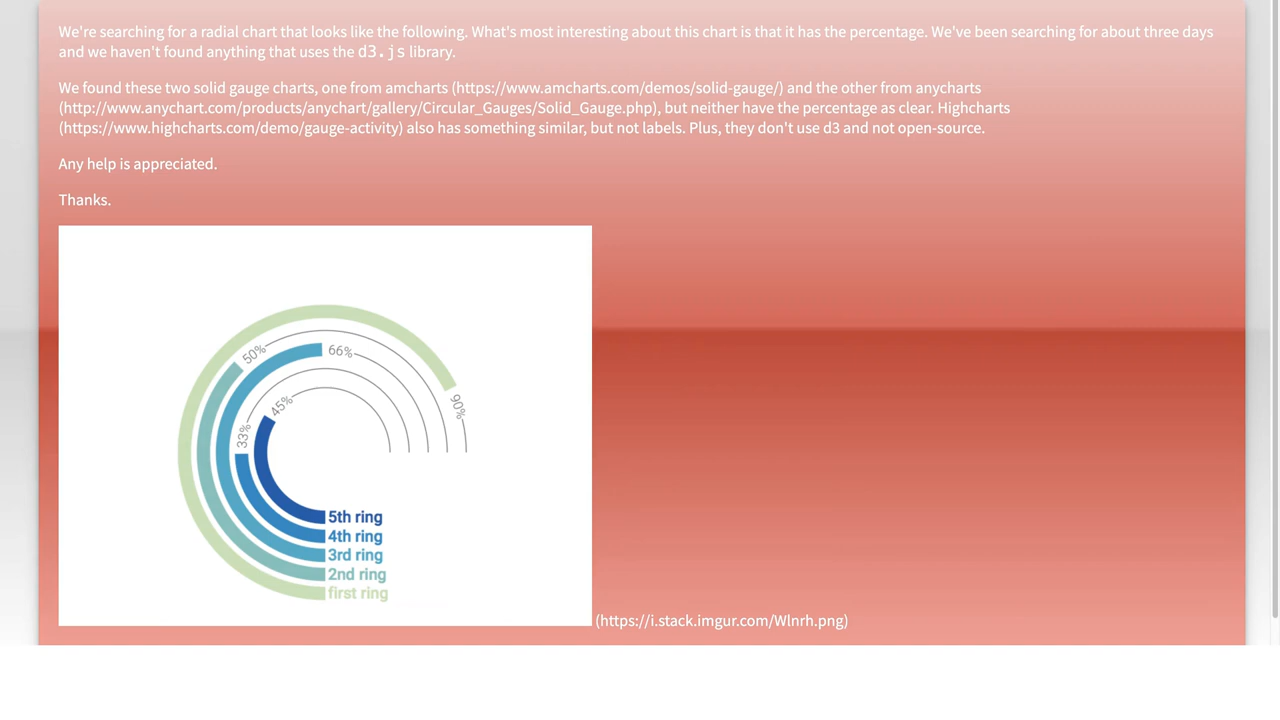 We're searching for a radial chart that looks like the following. What's most interesting about this chart is that it has the percentage. We've been searching for about three days
and we haven't found anything that uses the d3.js library.
We found these two solid gauge charts, one from amcharts (https://www.amcharts.com/demos/solid-gauge/) and the other from anycharts
(http://www.anychart.com/products/anychart/gallery/Circular_Gauges/Solid_Gauge.php), but neither have the percentage as clear. Highcharts
(https://www.highcharts.com/demo/gauge-activity) also has something similar, but not labels. Plus, they don't use d3 and not open-source.
Any help is appreciated.
Thanks.
50%
66%
45%
90%
33%
5th ring
4th ring
3rd ring
2nd ring
first ring
(https://i.stack.imgur.com/Wlnrh.png)